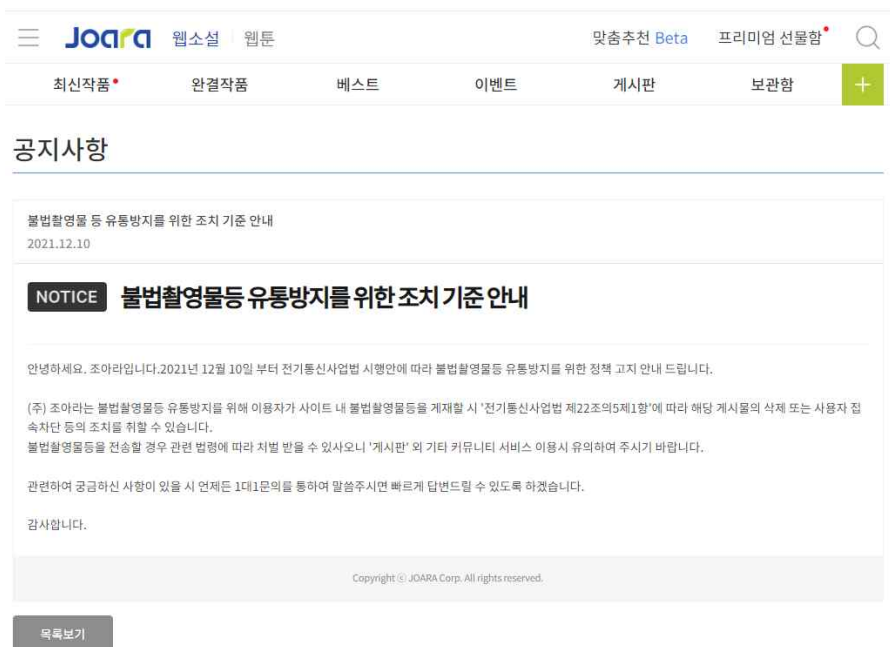 Joara 웹소설 웹툰 맞춤추천 Beta 프리미엄 선물함
최신작품 완결작품 베스트 이벤트 게시판 보관함 +
공지사항
불법촬영물 등 유통방지를 위한 조치 기준 안내
2021.12.10
NOTICE 불법촬영물등 유통방지를 위한 조치 기준 안내
안녕하세요. 조아라입니다.2021년 12월 10일 부터 전기통신사업법 시행안에 따라 불법촬영물등 유통방지를 위한 정책 고지 안내 드립니다.
(주) 조아라는 불법촬영물등 유통방지를 위해 이용자가 사이트 내 불법촬영물등을 게재할 시 '전기통신사업법 제22조의5제1항'에 따라 해당 게시물의 삭제 또는 사용자 접
속차단 등의 조치를 취할 수 있습니다.
불법촬영물등을 전송할 경우 관련 법령에 따라 처벌 받을 수 있사오니 '게시판' 외 기타 커뮤니티 서비스 이용시 유의하여 주시기 바랍니다.
관련하여 궁금하신 사항이 있을 시 언제든 1대1문의를 통하여 말씀주시면 빠르게 답변드릴 수 있도록 하겠습니다.
감사합니다.
Copyright ⓒ JOARA Corp. All rights reserved.
목록보기